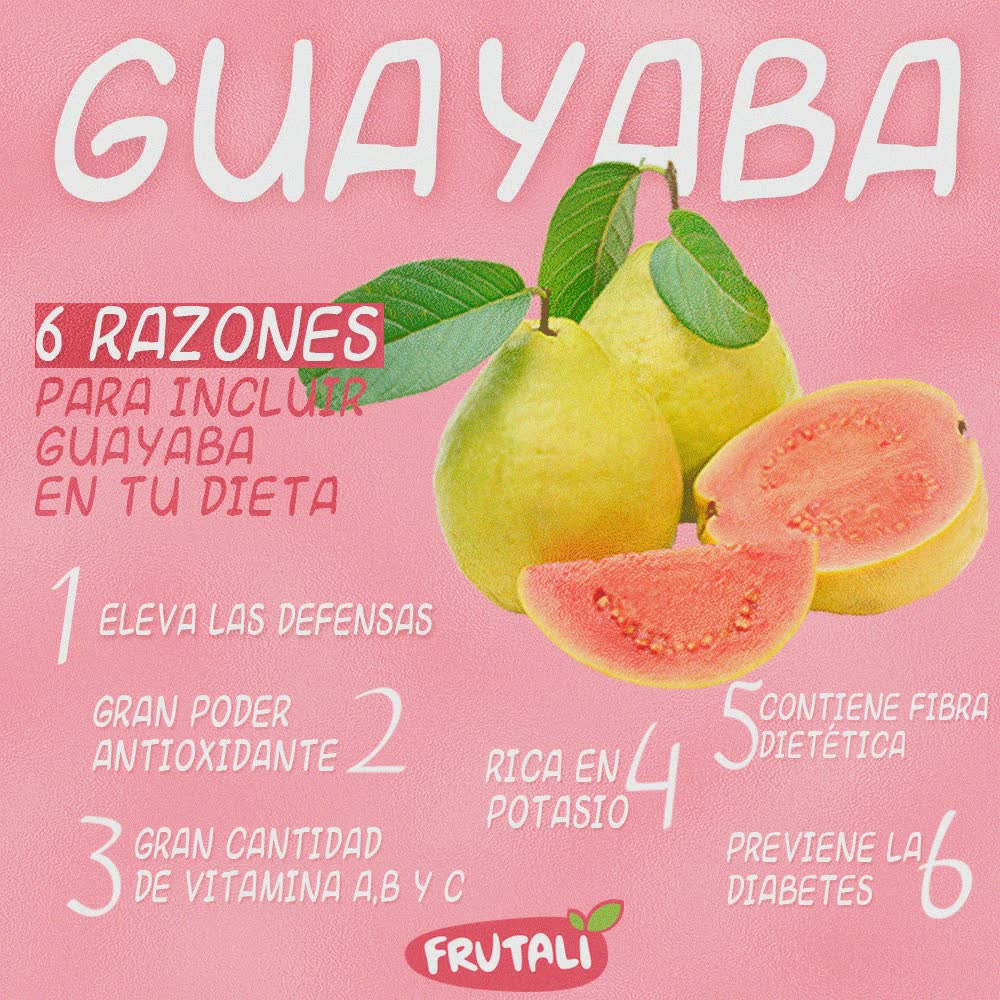 GUAYABA
6 RAZONES
PARA INCLUIR
GUAYABA
EN TU DIETA
1 ELEVA LAS DEFENSAS
GRAN PODER
ANTIOXIDANTE 2
3 GRAN CANTIDAD
DE VITAMINA A,B Y C
RICA EN
POTASIO 4
5 CONTIENE FIBRA
DIETÉTICA
PREVIENE LA
DIABETES 6
FRUTALI